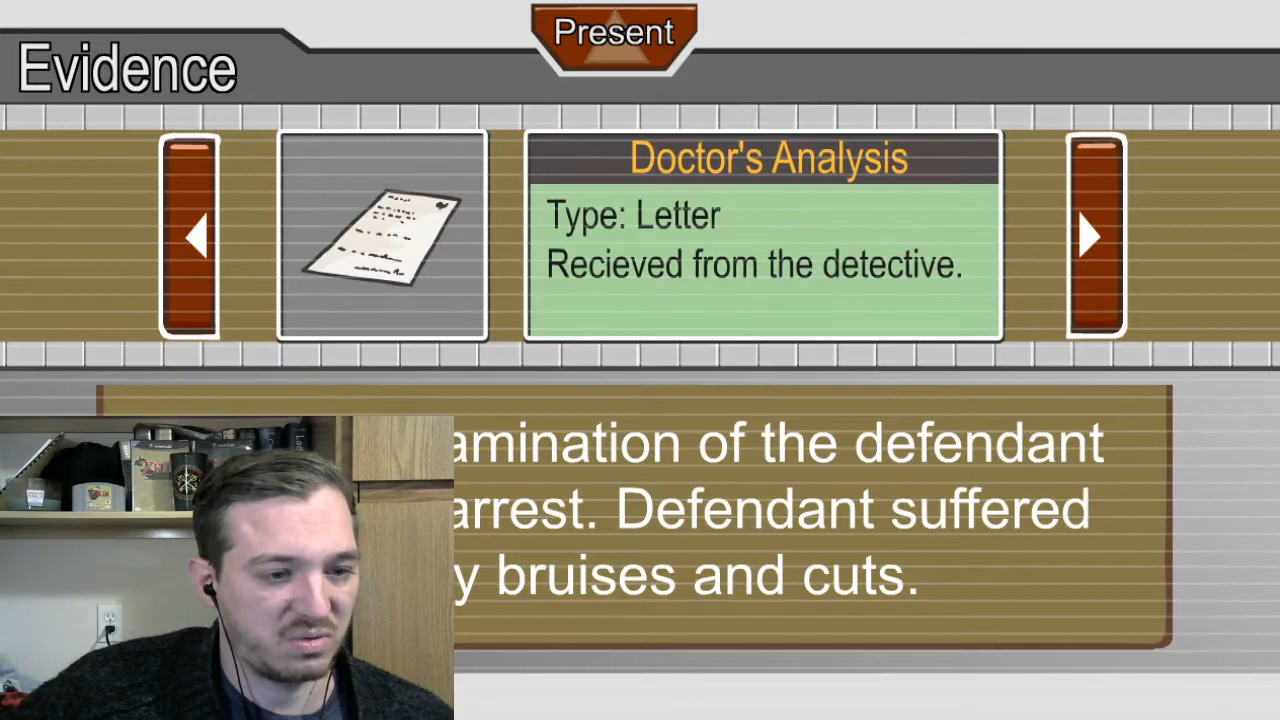 Present
Evidence
Doctor's Analysis
Type: Letter
Recieved from the detective.
amination of the defendant
arrest. Defendant suffered
y bruises and cuts.